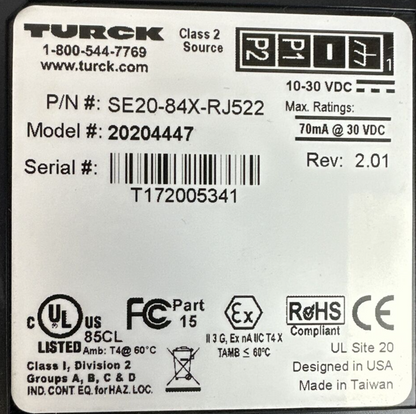 TURCK
1-800-544-7769
www.turck.com
Class 2
Source
P2 P1 1
10-30 VDC
P/N #: SE20-84X-RJ522
Max. Ratings:
70mA @ 30 VDC
Model #: 20204447
Rev: 2.01
Serial #:
T172005341
C UL US
LISTED
85CL
Amb: T4@ 60°C
Class I, Division 2
Groups A, B, C & D
IND. CONT EQ. for HAZ. LOC.
FC Part
15
Ex
II 3 G, Ex nA IIC T4 X
TAMB ≤ 60°C
RoHS
Compliant
CE
UL Site 20
Designed in USA
Made in Taiwan